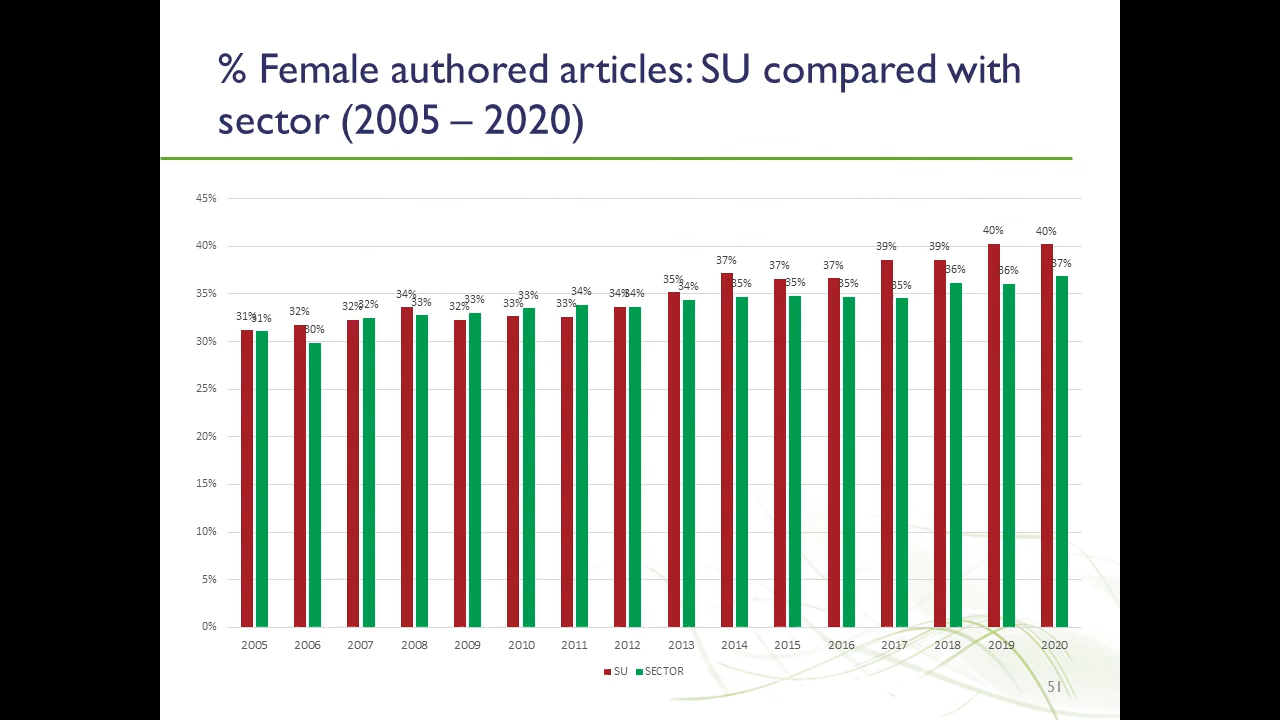 % Female authored articles: SU compared with
sector (2005 – 2020)
45%
40%
35%
30%
25%
20%
15%
10%
5%
0%
31% 31% 32% 30% 32% 32% 34% 33% 32% 33% 33% 33% 33% 34% 34% 34% 35% 34% 37% 35% 37% 35% 37% 35% 39% 35% 39% 36% 40% 36% 40% 37%
2005 2006 2007 2008 2009 2010 2011 2012 2013 2014 2015 2016 2017 2018 2019 2020
SU SECTOR
51